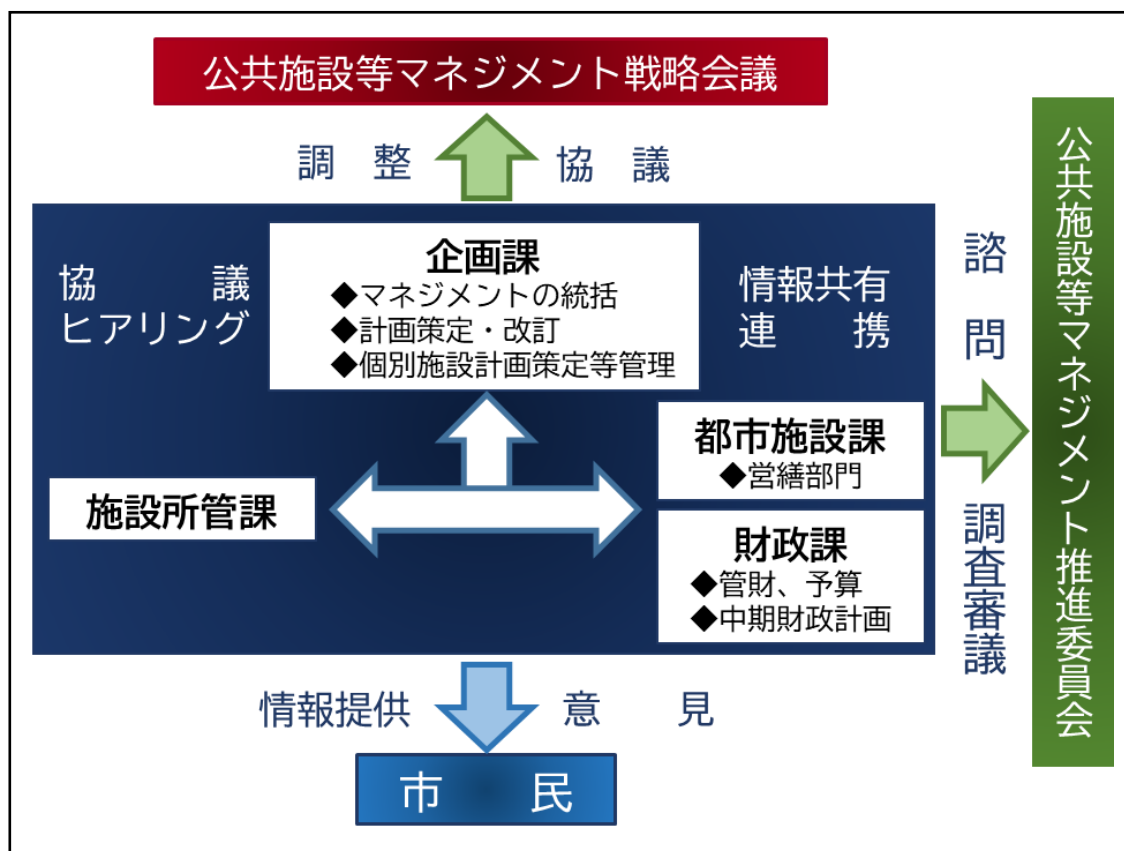 公共施設等マネジメント戦略会議
調　整
協　議
協　　議
ヒアリング
企画課
◆マネジメントの統括
◆計画策定・改訂
◆個別施設計画策定等管理
情報共有
連　　携
施設所管課
都市施設課
◆営繕部門
財政課
◆管財、予算
◆中期財政計画
諮　問
調査審議
公共施設等マネジメント推進委員会
情報提供
意　　見
市　　民